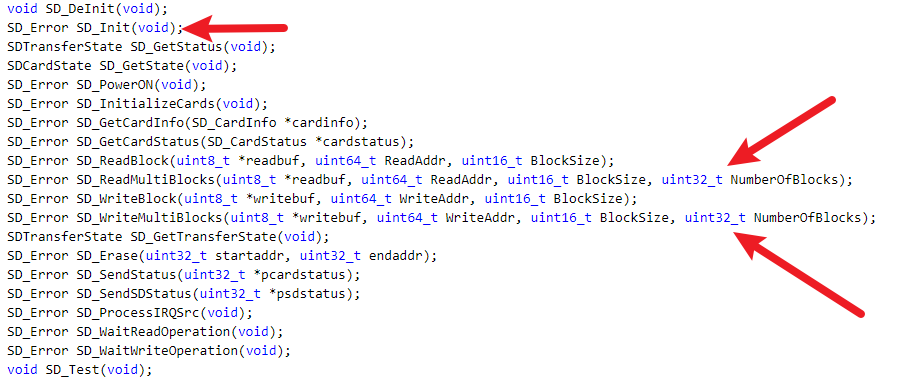 void SD_DeInit(void);
SD_Error SD_Init(void);
SDTransferState SD_GetStatus(void);
SDCardState SD_GetState(void);
SD_Error SD_PowerON(void);
SD_Error SD_InitializeCards(void);
SD_Error SD_GetCardInfo(SD_CardInfo *cardinfo);
SD_Error SD_GetCardStatus(SD_CardStatus *cardstatus);
SD_Error SD_ReadBlock(uint8_t *readbuf, uint64_t ReadAddr, uint16_t BlockSize);
SD_Error SD_ReadMultiBlocks(uint8_t *readbuf, uint64_t ReadAddr, uint16_t BlockSize, uint32_t NumberOfBlocks);
SD_Error SD_WriteBlock(uint8_t *writebuf, uint64_t WriteAddr, uint16_t BlockSize);
SD_Error SD_WriteMultiBlocks(uint8_t *writebuf, uint64_t WriteAddr, uint16_t BlockSize, uint32_t NumberOfBlocks);
SDTransferState SD_GetTransferState(void);
SD_Error SD_Erase(uint32_t startaddr, uint32_t endaddr);
SD_Error SD_SendStatus(uint32_t *pcardstatus);
SD_Error SD_SendSDStatus(uint32_t *psdstatus);
SD_Error SD_ProcessIRQSrc(void);
SD_Error SD_WaitReadOperation(void);
SD_Error SD_WaitWriteOperation(void);
void SD_Test(void);